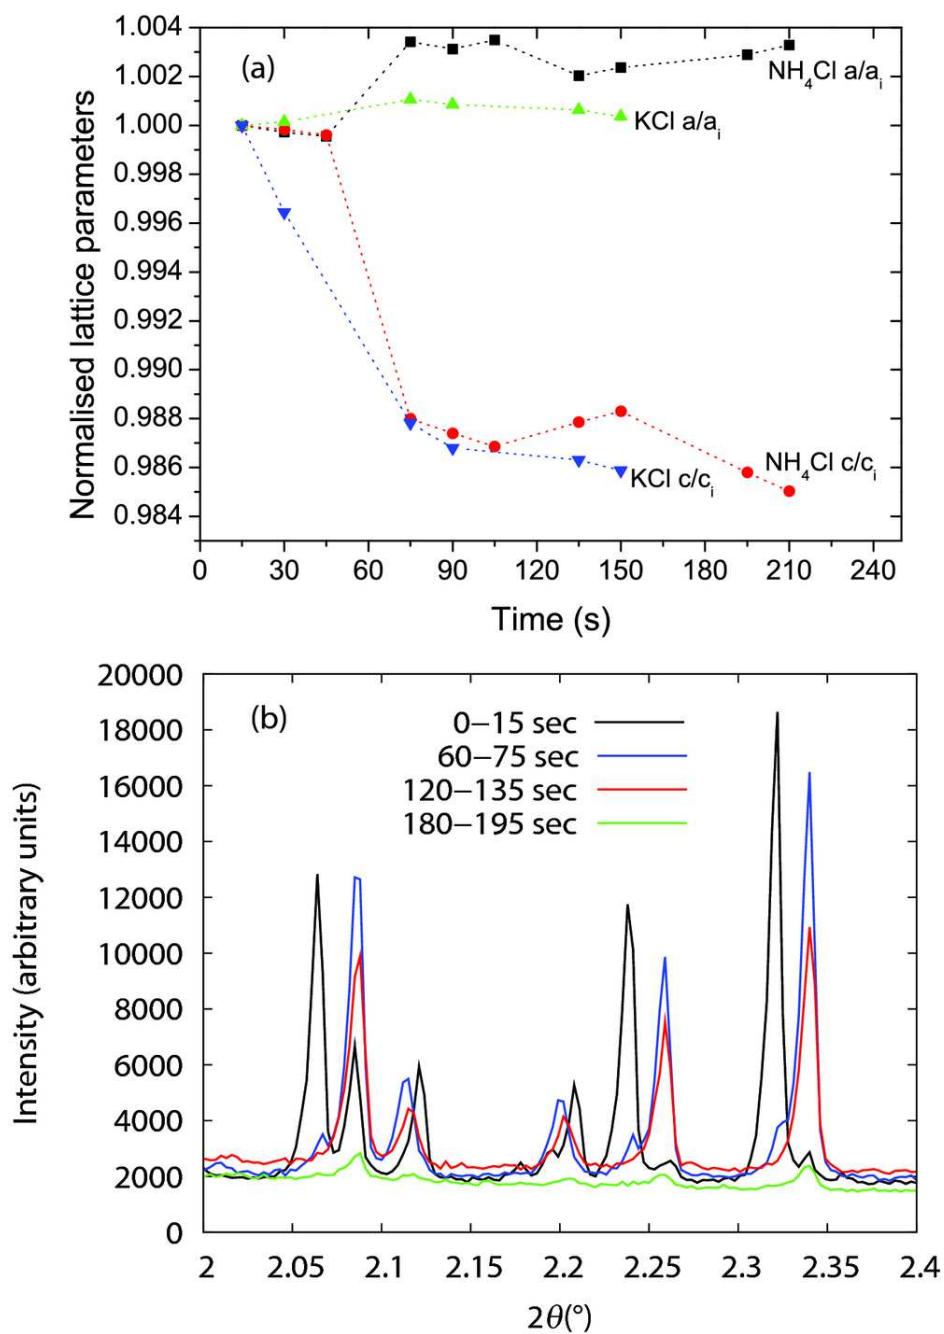 1.004
1.002
1.000
0.998
0.996
0.994
0.992
0.990
0.988
0.986
0.984
Normalised lattice parameters
(a)
NH₄Cl a/aᵢ
KCl a/aᵢ
KCl c/cᵢ
NH₄Cl c/cᵢ
0 30 60 90 120 150 180 210 240
Time (s)
20000
18000
16000
14000
12000
10000
8000
6000
4000
2000
0
Intensity (arbitrary units)
(b)
0–15 sec
60–75 sec
120–135 sec
180–195 sec
2 2.05 2.1 2.15 2.2 2.25 2.3 2.35 2.4
2θ(°)